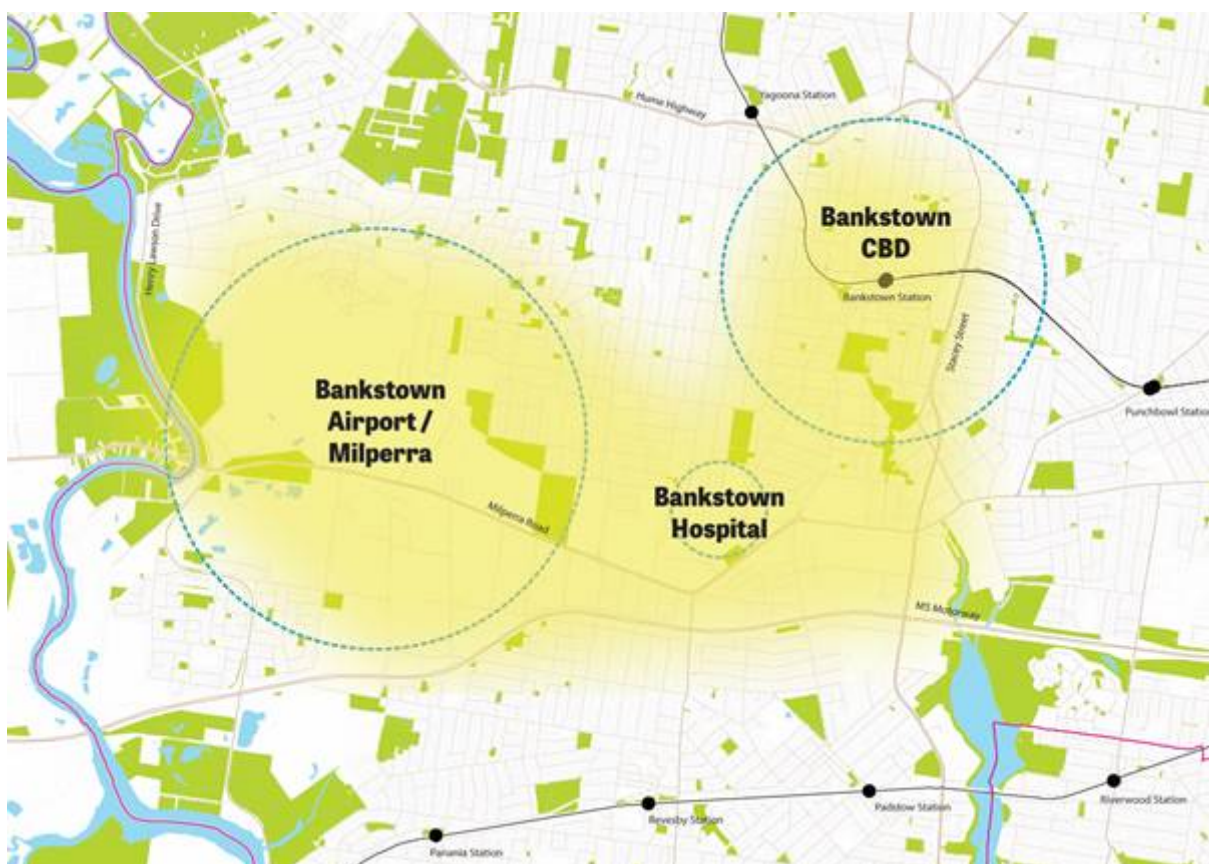 Yagoona Station
Hume Highway
Henry Lawson Drive
Bankstown
CBD
Bankstown Station
Stacey Street
Bankstown
Airport /
Milperra
Punchbowl Station
Bankstown
Hospital
Milperra Road
M5 Motorway
Riverwood Station
Padstow Station
Revesby Station
Panania Station